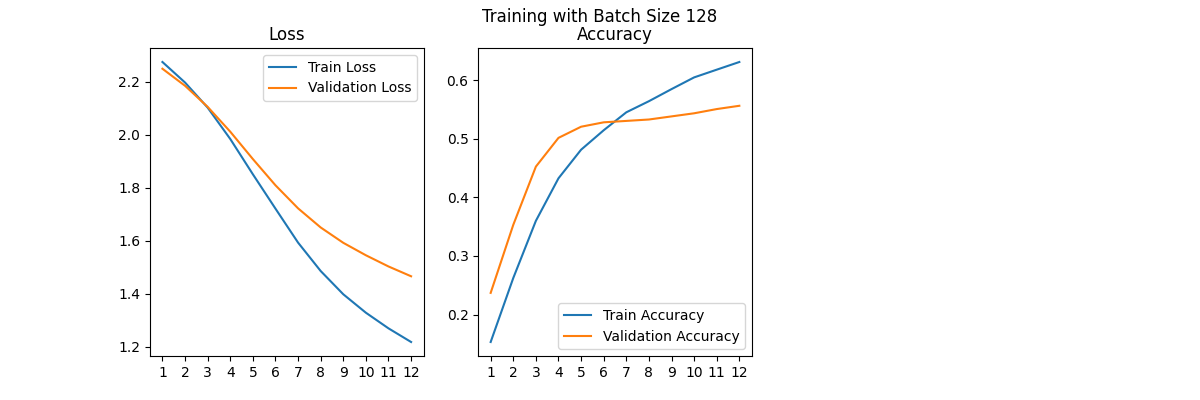 Training with Batch Size 128
Loss
Train Loss
Validation Loss
2.2
2.0
1.8
1.6
1.4
1.2
1 2 3 4 5 6 7 8 9 10 11 12
Accuracy
0.6
0.5
0.4
0.3
0.2
Train Accuracy
Validation Accuracy
1 2 3 4 5 6 7 8 9 10 11 12